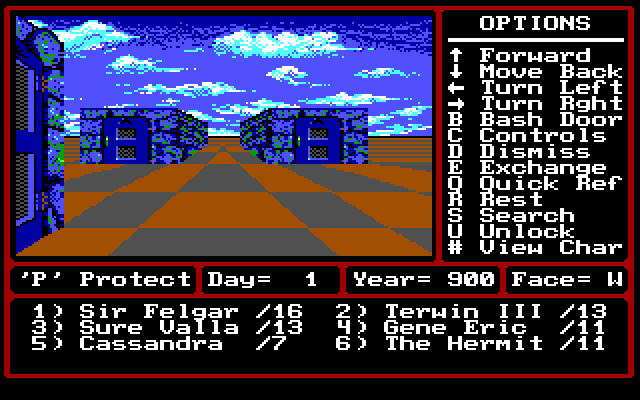 OPTIONS
↑ Forward
↓ Move Back
← Turn Left
→ Turn Rght
B Bash Door
C Controls
D Dismiss
E Exchange
Q Quick Ref
R Rest
S Search
U Unlock
# View Char
'P' Protect Day= 1 Year= 900 Face= W
1) Sir Felgar /16 2) Terwin III /13
3) Sure Valla /13 4) Gene Eric /11
5) Cassandra /7 6) The Hermit /11